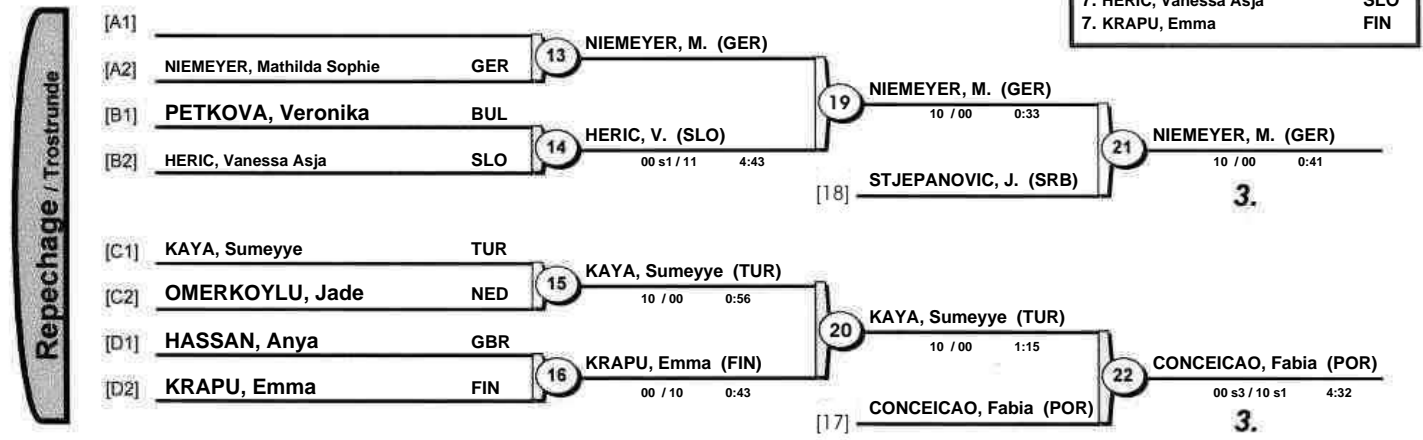 7. HERIC, Vanessa Asja SLO
7. KRAPU, Emma FIN
Repechage / Trostrunde
[A1]
[A2] NIEMEYER, Mathilda Sophie GER
13 NIEMEYER, M. (GER)
[B1] PETKOVA, Veronika BUL
[B2] HERIC, Vanessa Asja SLO
14 HERIC, V. (SLO)
00 s1 / 11 4:43
19 NIEMEYER, M. (GER)
10 / 00 0:33
[18] STJEPANOVIC, J. (SRB)
21 NIEMEYER, M. (GER)
10 / 00 0:41
3.
[C1] KAYA, Sumeyye TUR
[C2] OMERKOYLU, Jade NED
15 KAYA, Sumeyye (TUR)
10 / 00 0:56
[D1] HASSAN, Anya GBR
[D2] KRAPU, Emma FIN
16 KRAPU, Emma (FIN)
00 / 10 0:43
20 KAYA, Sumeyye (TUR)
10 / 00 1:15
[17] CONCEICAO, Fabia (POR)
22 CONCEICAO, Fabia (POR)
00 s3 / 10 s1 4:32
3.